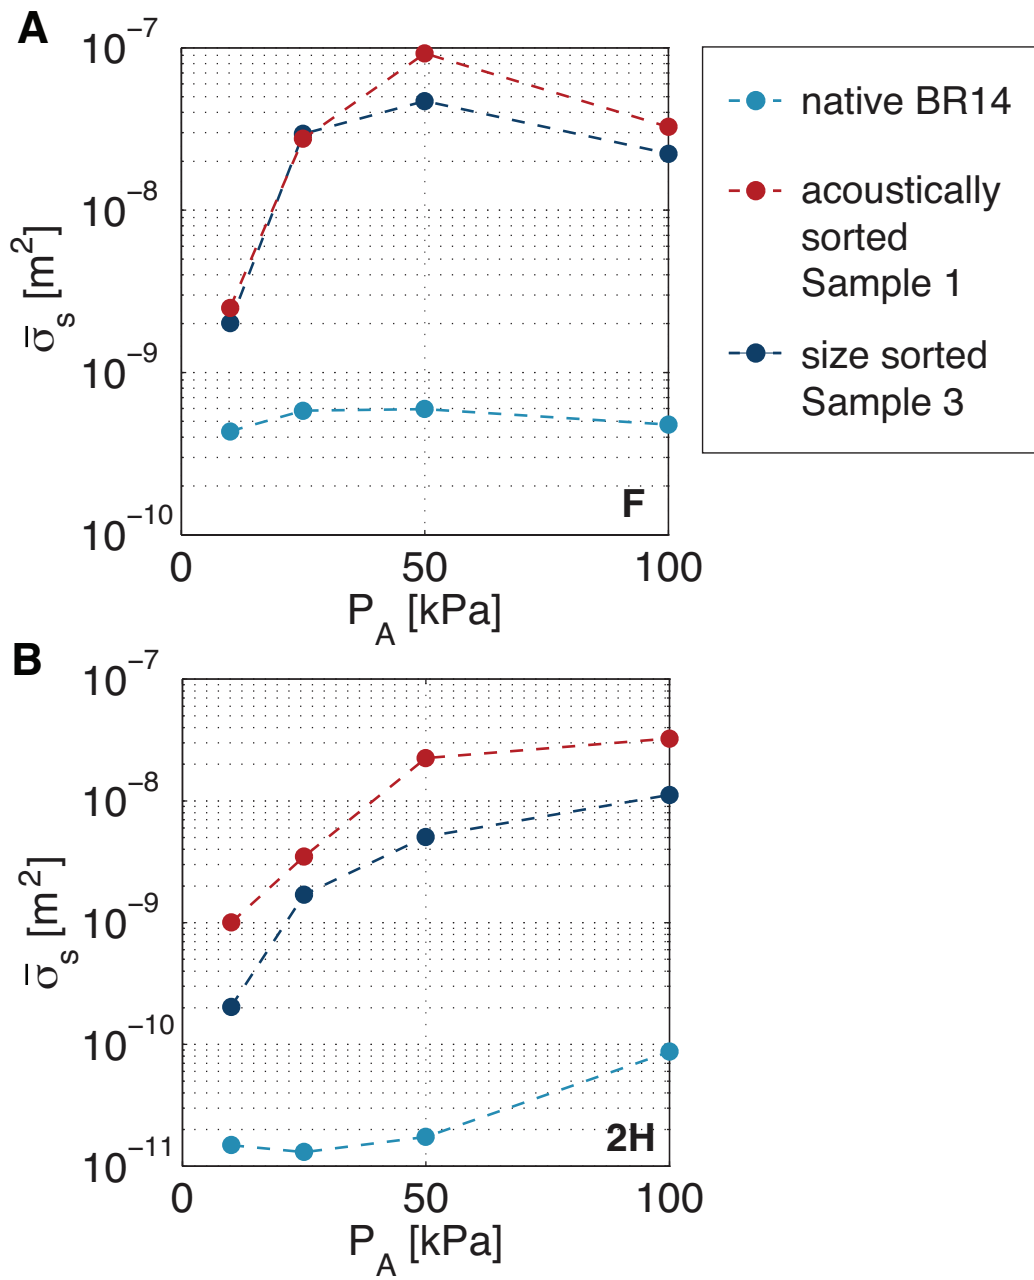 A
10⁻⁷
10⁻⁸
10⁻⁹
10⁻¹⁰
σ̅ₛ [m²]
0 50 100
P_A [kPa]
F
native BR14
acoustically
sorted
Sample 1
size sorted
Sample 3
B
10⁻⁷
10⁻⁸
10⁻⁹
10⁻¹⁰
10⁻¹¹
σ̅ₛ [m²]
2H
0 50 100
P_A [kPa]